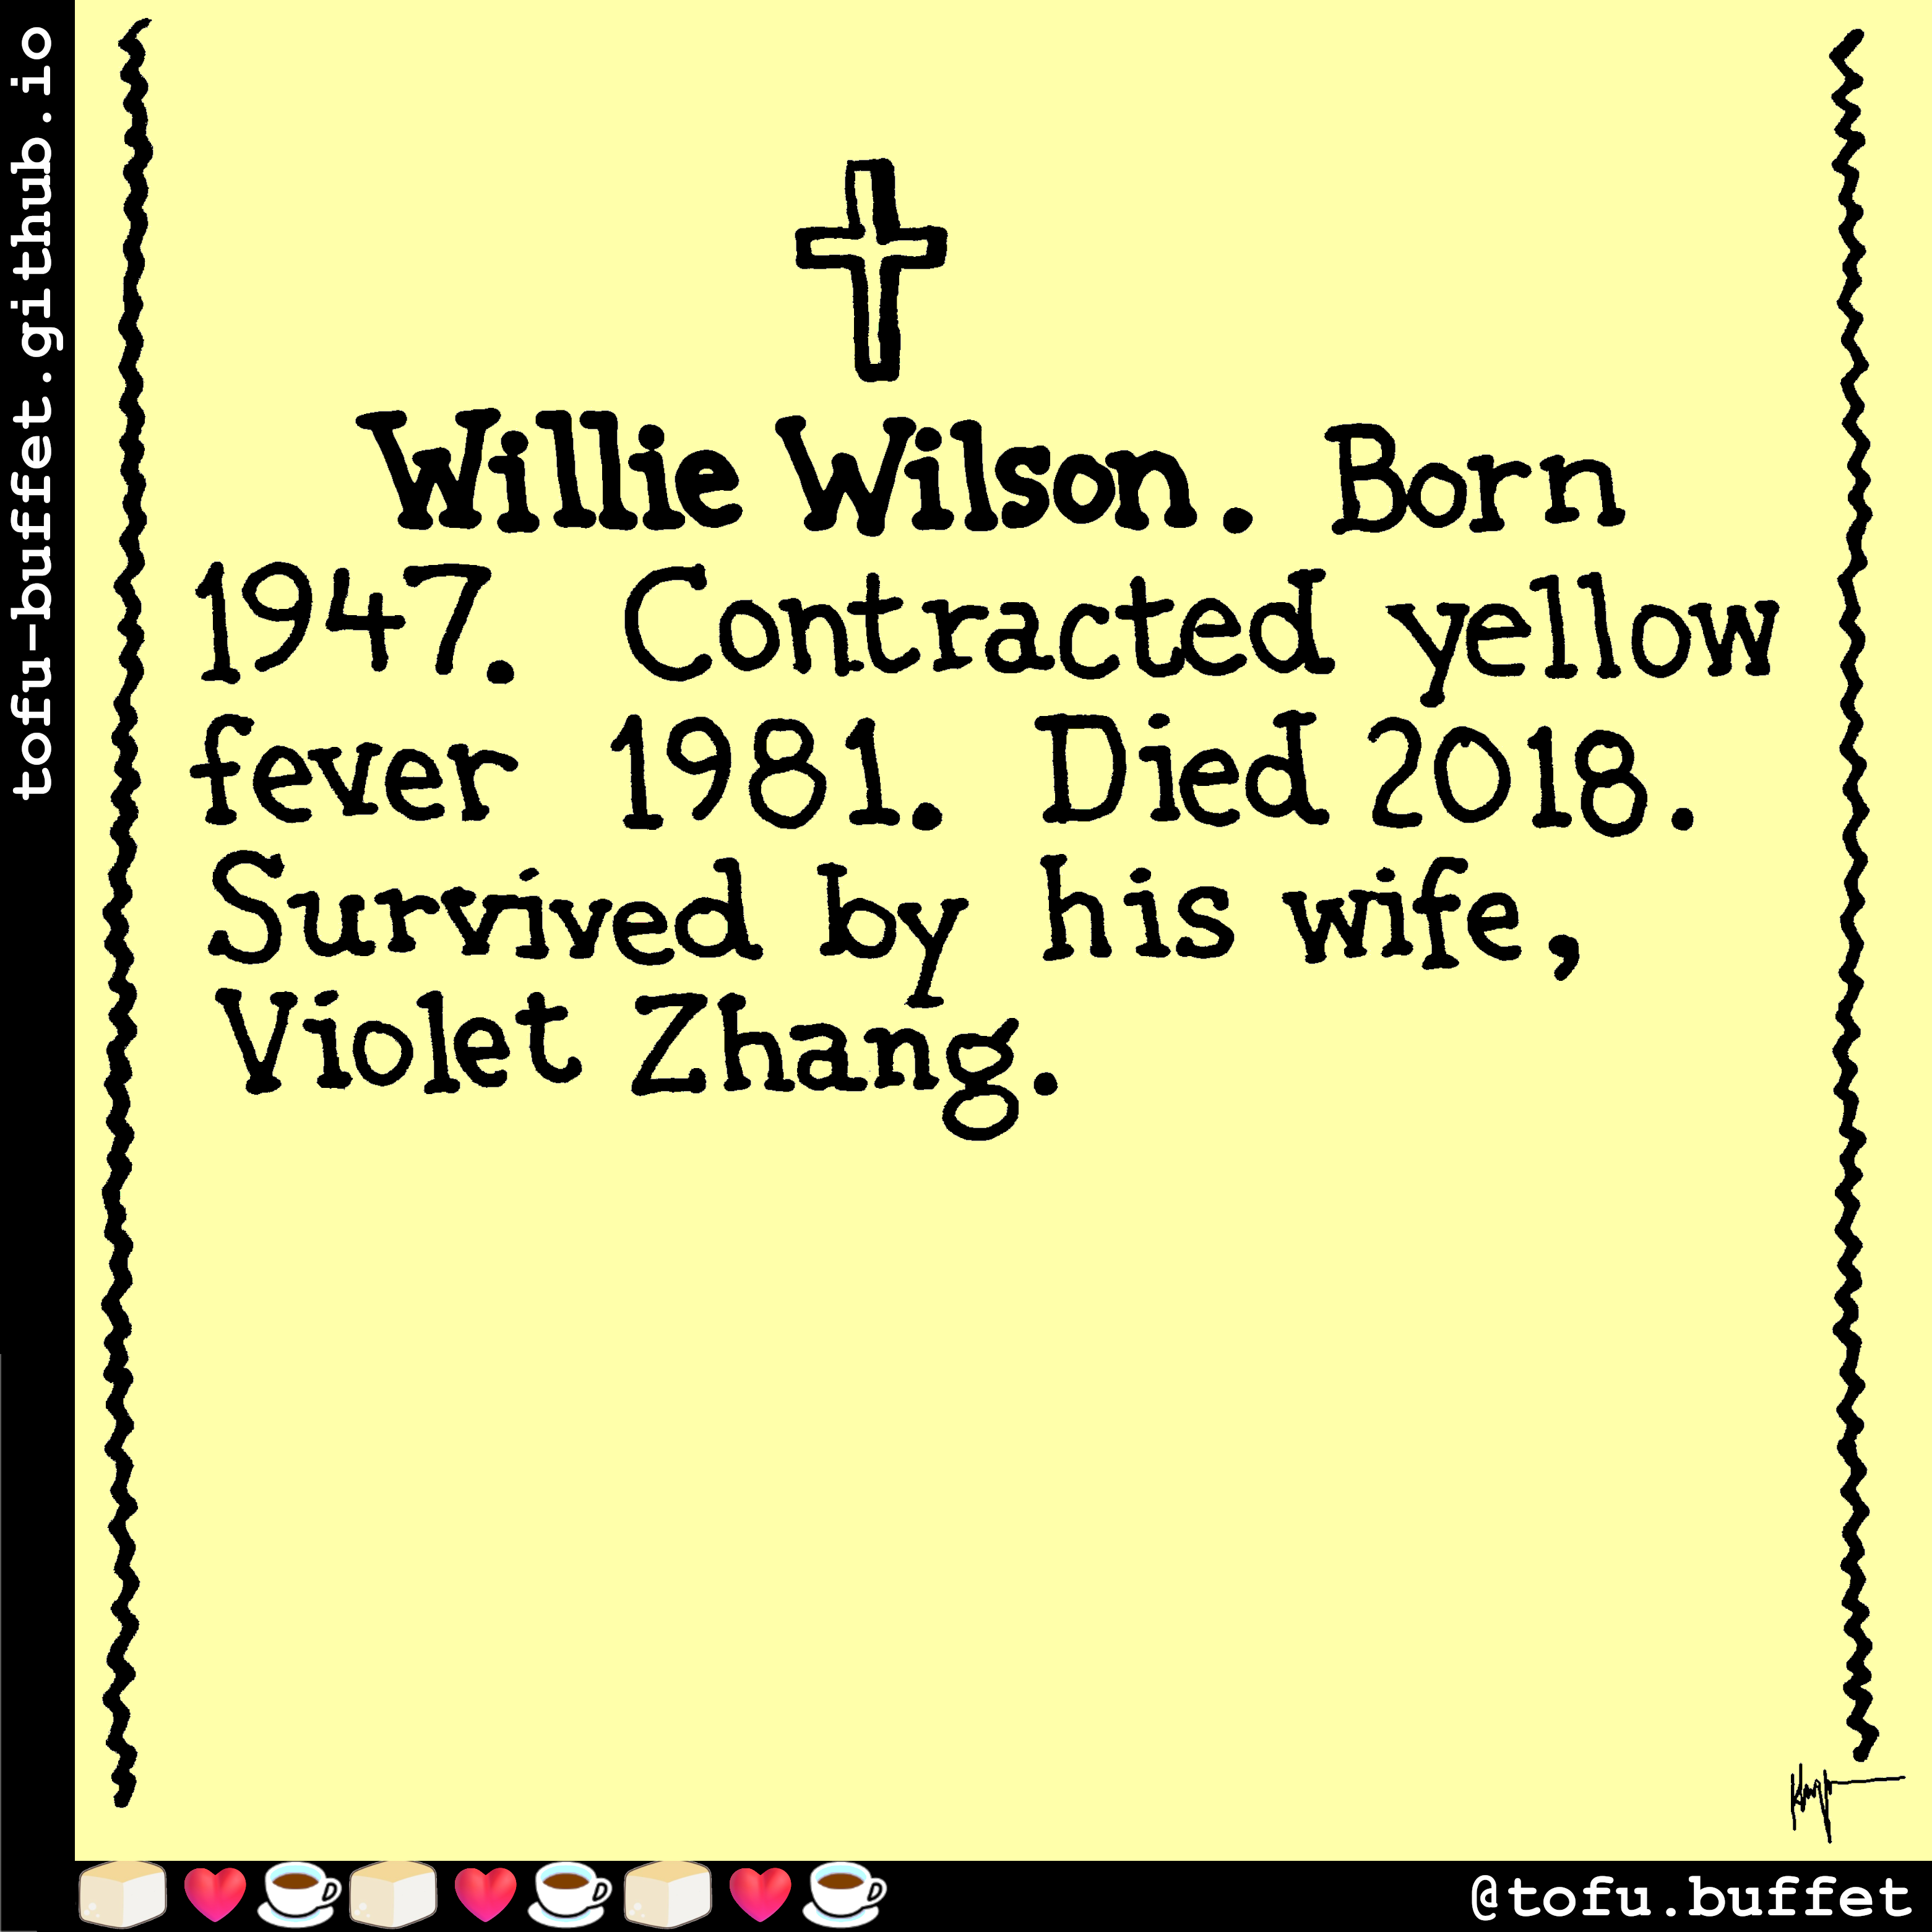 tofu-buffet.github.io
Willie Wilson. Born
1947. Contracted yellow
fever 1981. Died 2018.
Survived by his wife,
Violet Zhang.
@tofu.buffet